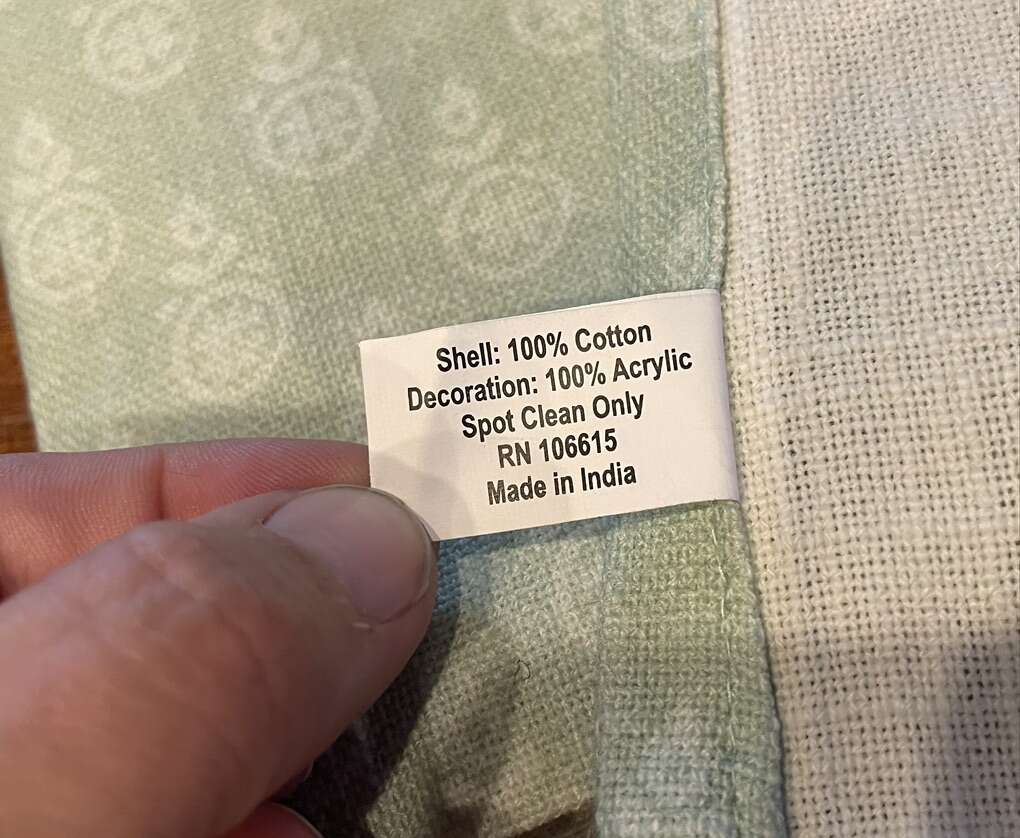 Shell: 100% Cotton
Decoration: 100% Acrylic
Spot Clean Only
RN 106615
Made in India